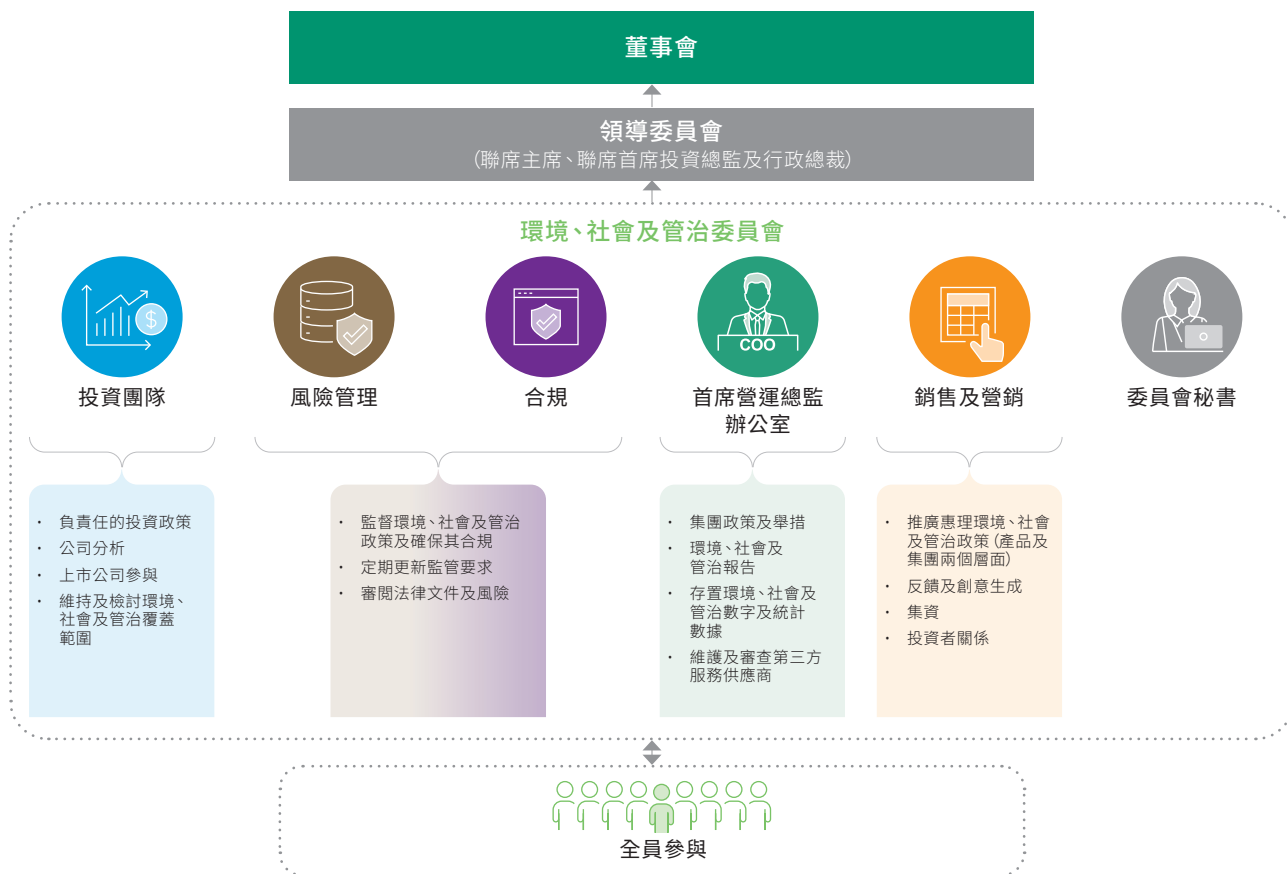 董事會
領導委員會
（聯席主席、聯席首席投資總監及行政總裁）
環境、社會及管治委員會
$
COO
投資團隊
風險管理
合規
首席營運總監
辦公室
銷售及營銷
委員會秘書
· 負責任的投資政策
· 公司分析
· 上市公司參與
· 維持及檢討環境、
社會及管治覆蓋
範圍
· 監督環境、社會及管治
政策及確保其合規
· 定期更新監管要求
· 審閱法律文件及風險
· 集團政策及舉措
· 環境、社會及
管治報告
· 存置環境、社會及
管治數字及統計
數據
· 維護及審查第三方
服務供應商
· 推廣惠理環境、社會
及管治政策（產品及
集團兩個層面）
· 反饋及創意生成
· 集資
· 投資者關係
全員參與